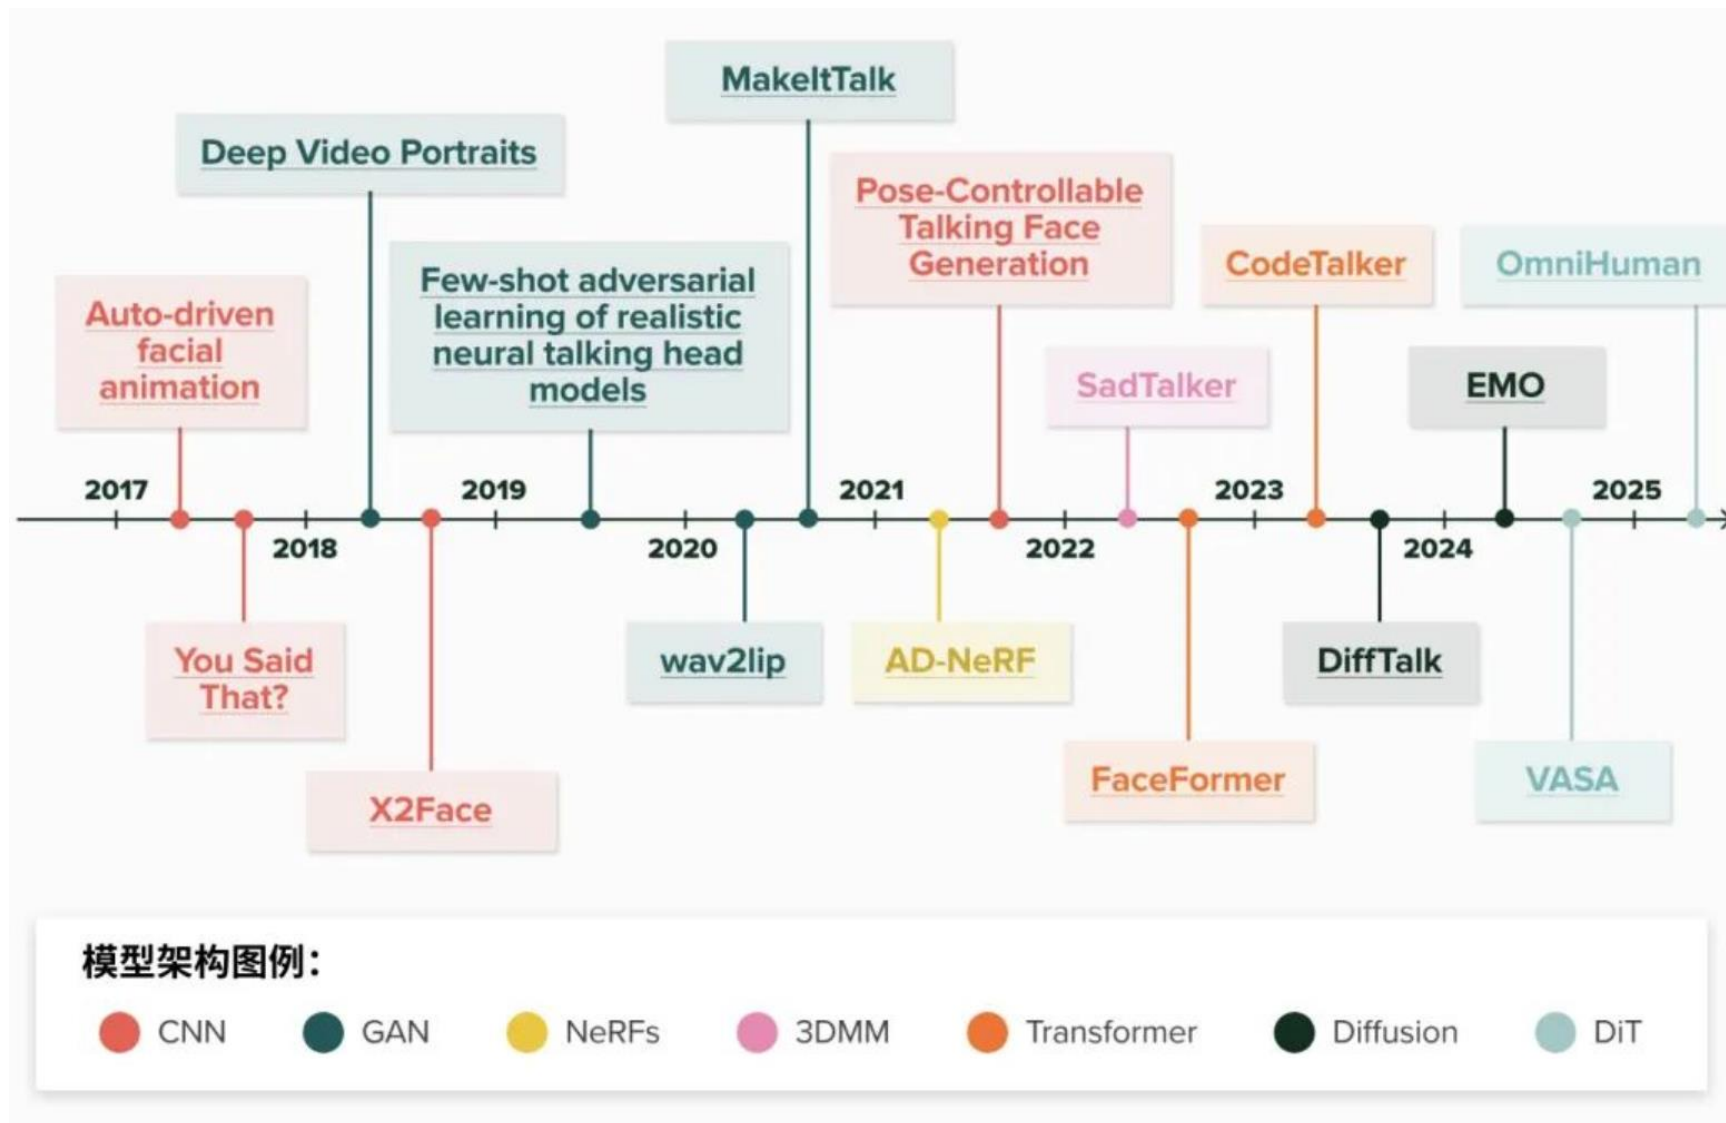 MakeItTalk
Deep Video Portraits
Pose-Controllable
Talking Face
Generation
CodeTalker
OmniHuman
Few-shot adversarial
learning of realistic
neural talking head
models
Auto-driven
facial
animation
SadTalker
EMO
2017
2019
2021
2023
2025
2018
2020
2022
2024
You Said
That?
wav2lip
AD-NeRF
DiffTalk
FaceFormer
VASA
X2Face
模型架构图例：
CNN
GAN
NeRFs
3DMM
Transformer
Diffusion
DiT